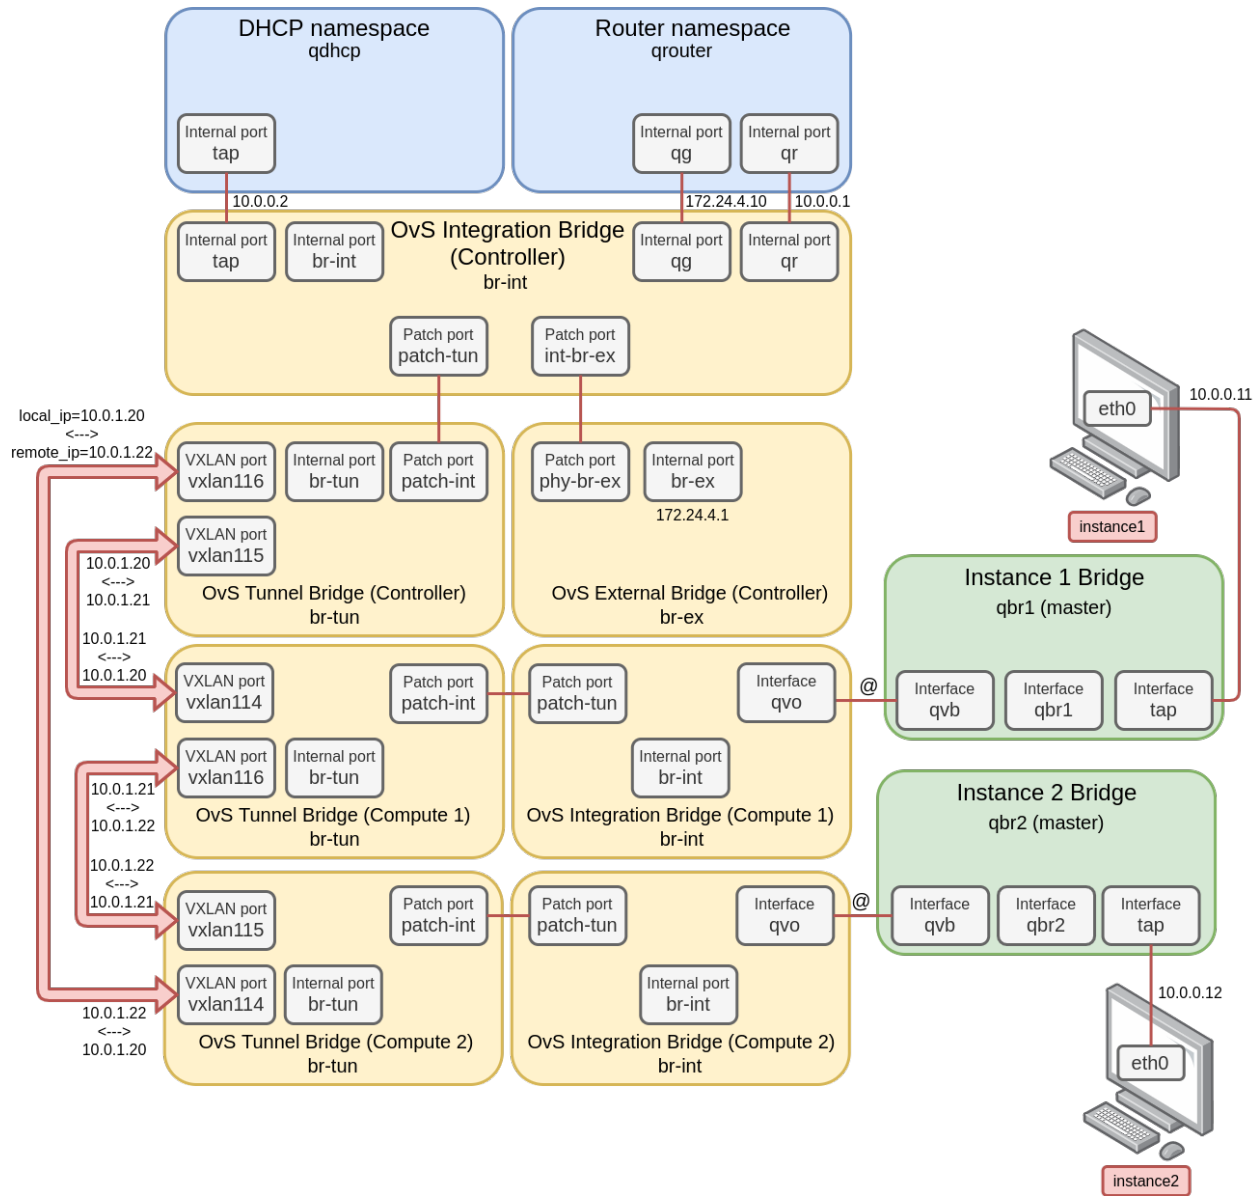 DHCP namespace
qdhcp
Router namespace
qrouter
Internal port
tap
Internal port
qg
Internal port
qr
10.0.0.2
172.24.4.10
10.0.0.1
Internal port
tap
Internal port
br-int
OvS Integration Bridge
(Controller)
br-int
Internal port
qg
Internal port
qr
Patch port
patch-tun
Patch port
int-br-ex
local_ip=10.0.1.20
<--->
remote_ip=10.0.1.22
VXLAN port
vxlan116
Internal port
br-tun
Patch port
patch-int
VXLAN port
vxlan115
10.0.1.20
<--->
10.0.1.21
OvS Tunnel Bridge (Controller)
br-tun
Patch port
phy-br-ex
Internal port
br-ex
172.24.4.1
OvS External Bridge (Controller)
br-ex
eth0
10.0.0.11
instance1
Instance 1 Bridge
qbr1 (master)
Interface
qvb
Interface
qbr1
Interface
tap
10.0.1.21
<--->
10.0.1.20
VXLAN port
vxlan114
Patch port
patch-int
VXLAN port
vxlan116
Internal port
br-tun
OvS Tunnel Bridge (Compute 1)
br-tun
Patch port
patch-tun
Interface
qvo
@
Internal port
br-int
OvS Integration Bridge (Compute 1)
br-int
10.0.1.21
<--->
10.0.1.22
10.0.1.22
<--->
10.0.1.21
Instance 2 Bridge
qbr2 (master)
Interface
qvb
Interface
qbr2
Interface
tap
VXLAN port
vxlan115
Patch port
patch-int
VXLAN port
vxlan114
Internal port
br-tun
OvS Tunnel Bridge (Compute 2)
br-tun
Patch port
patch-tun
Interface
qvo
@
Internal port
br-int
OvS Integration Bridge (Compute 2)
br-int
10.0.1.22
<--->
10.0.1.20
10.0.0.12
eth0
instance2